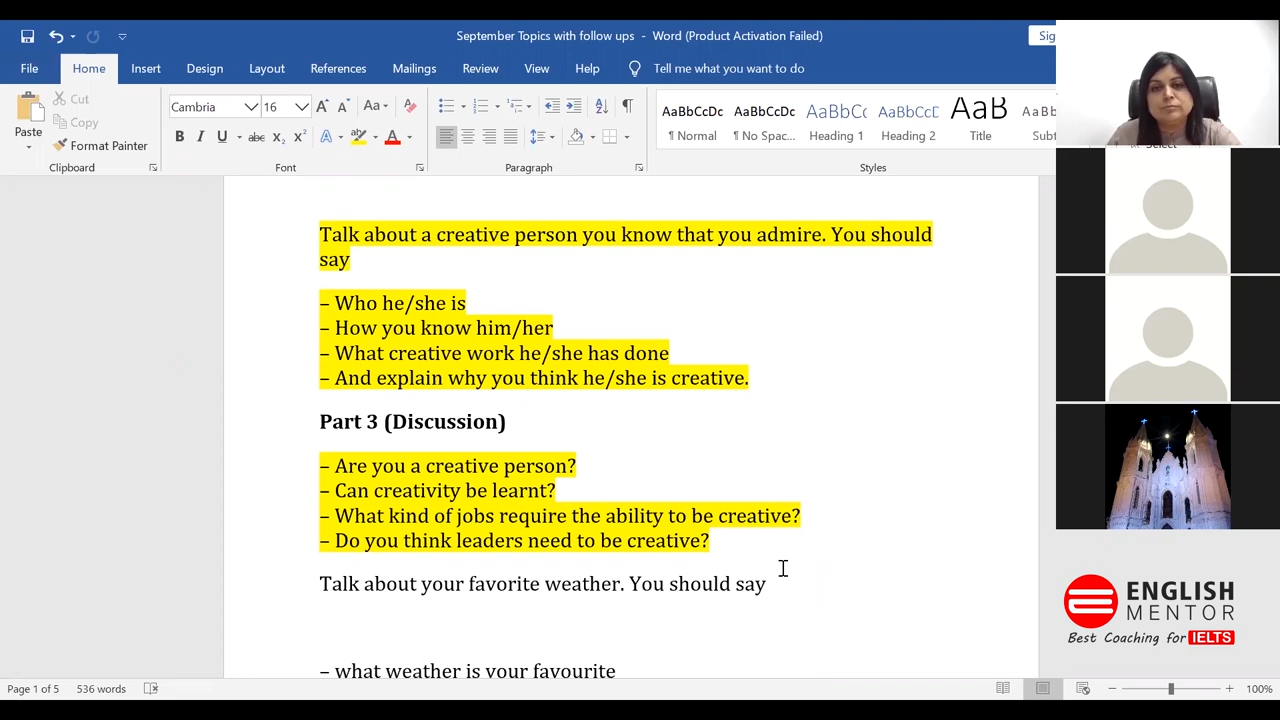 September Topics with follow ups - Word (Product Activation Failed)
Sig
File Home Insert Design Layout References Mailings Review View Help Tell me what you want to do
Paste
Cut
Copy
Format Painter
Clipboard
Cambria 16
Font
Paragraph
AaBbCcDc AaBbCcDc AaBbCc AaBbCcD AaB AaBb
¶ Normal ¶ No Spac... Heading 1 Heading 2 Title Subt
Styles
Select
Talk about a creative person you know that you admire. You should
say
– Who he/she is
– How you know him/her
– What creative work he/she has done
– And explain why you think he/she is creative.
Part 3 (Discussion)
– Are you a creative person?
– Can creativity be learnt?
– What kind of jobs require the ability to be creative?
– Do you think leaders need to be creative?
Talk about your favorite weather. You should say
– what weather is your favourite
ENGLISH
MENTOR
Best Coaching for IELTS
Page 1 of 5 536 words 100%